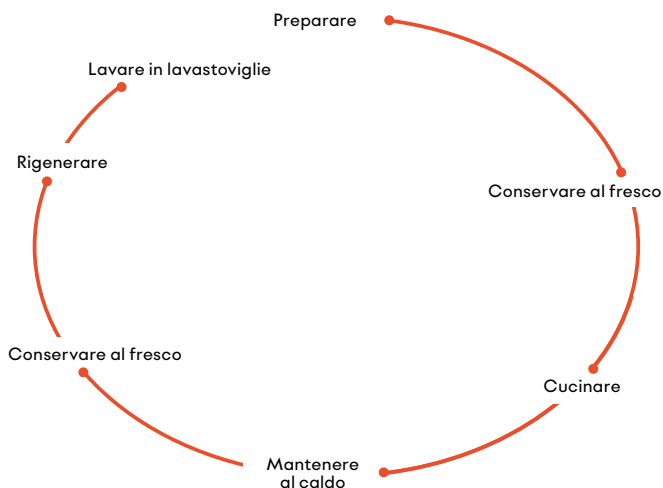 Preparare
Lavare in lavastoviglie
Rigenerare
Conservare al fresco
Conservare al fresco
Cucinare
Mantenere
al caldo